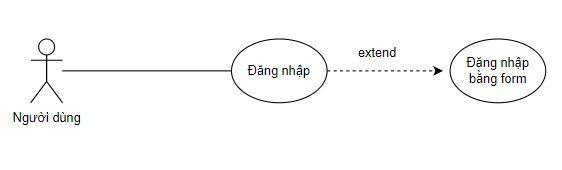 extend
Đăng nhập
Đăng nhập
bằng form
Người dùng